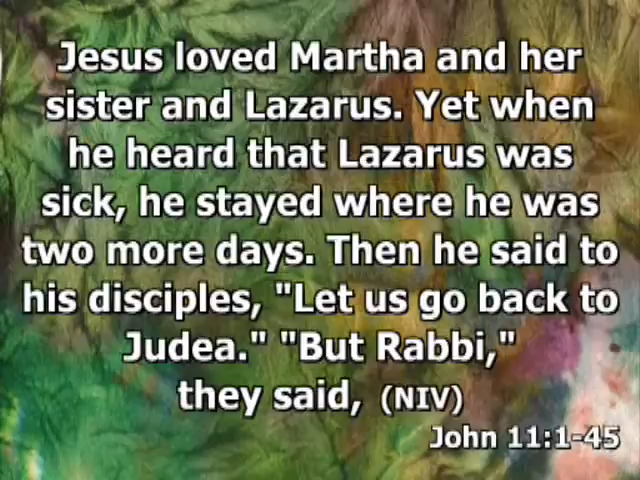 Jesus loved Martha and her
sister and Lazarus. Yet when
he heard that Lazarus was
sick, he stayed where he was
two more days. Then he said to
his disciples, "Let us go back to
Judea." "But Rabbi,"
they said, (NIV)
John 11:1-45